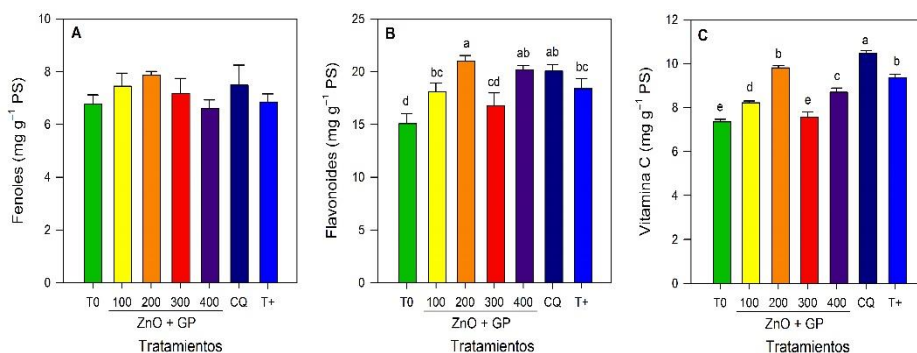 A
Fenoles (mg g⁻¹ PS)
10
8
6
4
2
0
T0 100 200 300 400 CQ T+
ZnO + GP
Tratamientos
B
Flavonoides (mg g⁻¹ PS)
25
20
15
10
5
0
d bc a cd ab ab bc
T0 100 200 300 400 CQ T+
ZnO + GP
Tratamientos
C
Vitamina C (mg g⁻¹ PS)
12
10
8
6
4
2
0
e d b e c a b
T0 100 200 300 400 CQ T+
ZnO + GP
Tratamientos